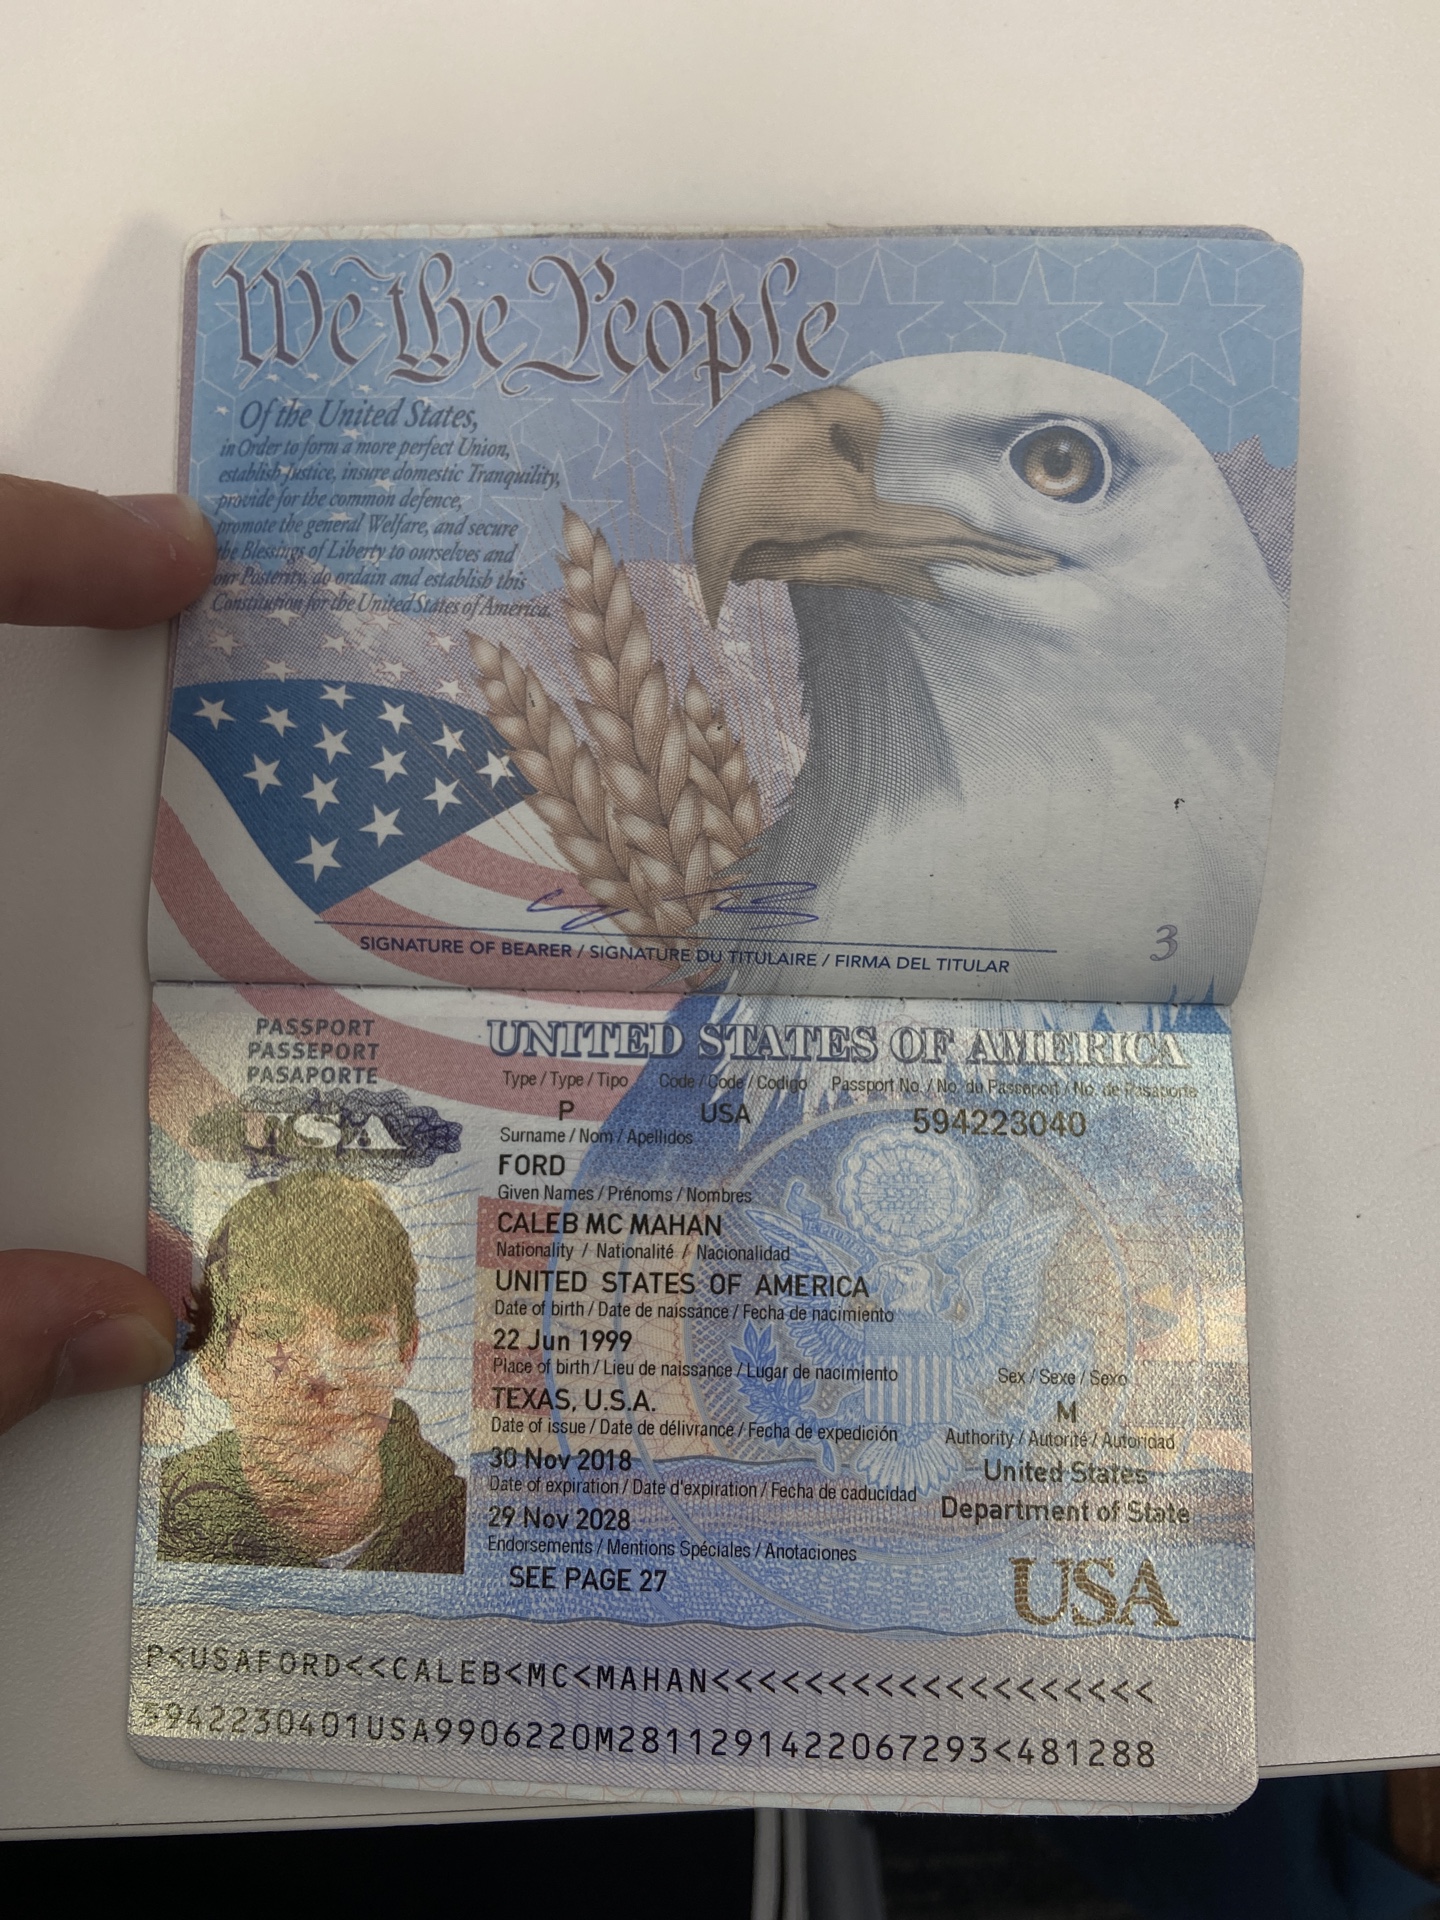 We the People
Of the United States,
in Order to form a more perfect Union,
establish Justice, insure domestic Tranquility,
provide for the common defence,
promote the general Welfare, and secure
the Blessings of Liberty to ourselves and
our Posterity, do ordain and establish this
Constitution for the United States of America.
SIGNATURE OF BEARER / SIGNATURE DU TITULAIRE / FIRMA DEL TITULAR
3
PASSPORT
PASSEPORT
PASAPORTE
USA
UNITED STATES OF AMERICA
Type / Type / Tipo Code / Code / Codigo Passport No. / No. du Passeport / No. de Pasaporte
P USA 594223040
Surname / Nom / Apellidos
FORD
Given Names / Prénoms / Nombres
CALEB MC MAHAN
Nationality / Nationalité / Nacionalidad
UNITED STATES OF AMERICA
Date of birth / Date de naissance / Fecha de nacimiento
22 Jun 1999
Place of birth / Lieu de naissance / Lugar de nacimiento Sex / Sexe / Sexo
TEXAS, U.S.A. M
Date of issue / Date de délivrance / Fecha de expedición Authority / Autorité / Autoridad
30 Nov 2018 United States
Date of expiration / Date d'expiration / Fecha de caducidad Department of State
29 Nov 2028
Endorsements / Mentions Spéciales / Anotaciones
SEE PAGE 27
USA
P<USAFORD<<CALEB<MC<MAHAN<<<<<<<<<<<<<<<<<<<
5942230401USA9906220M2811291422067293<481288